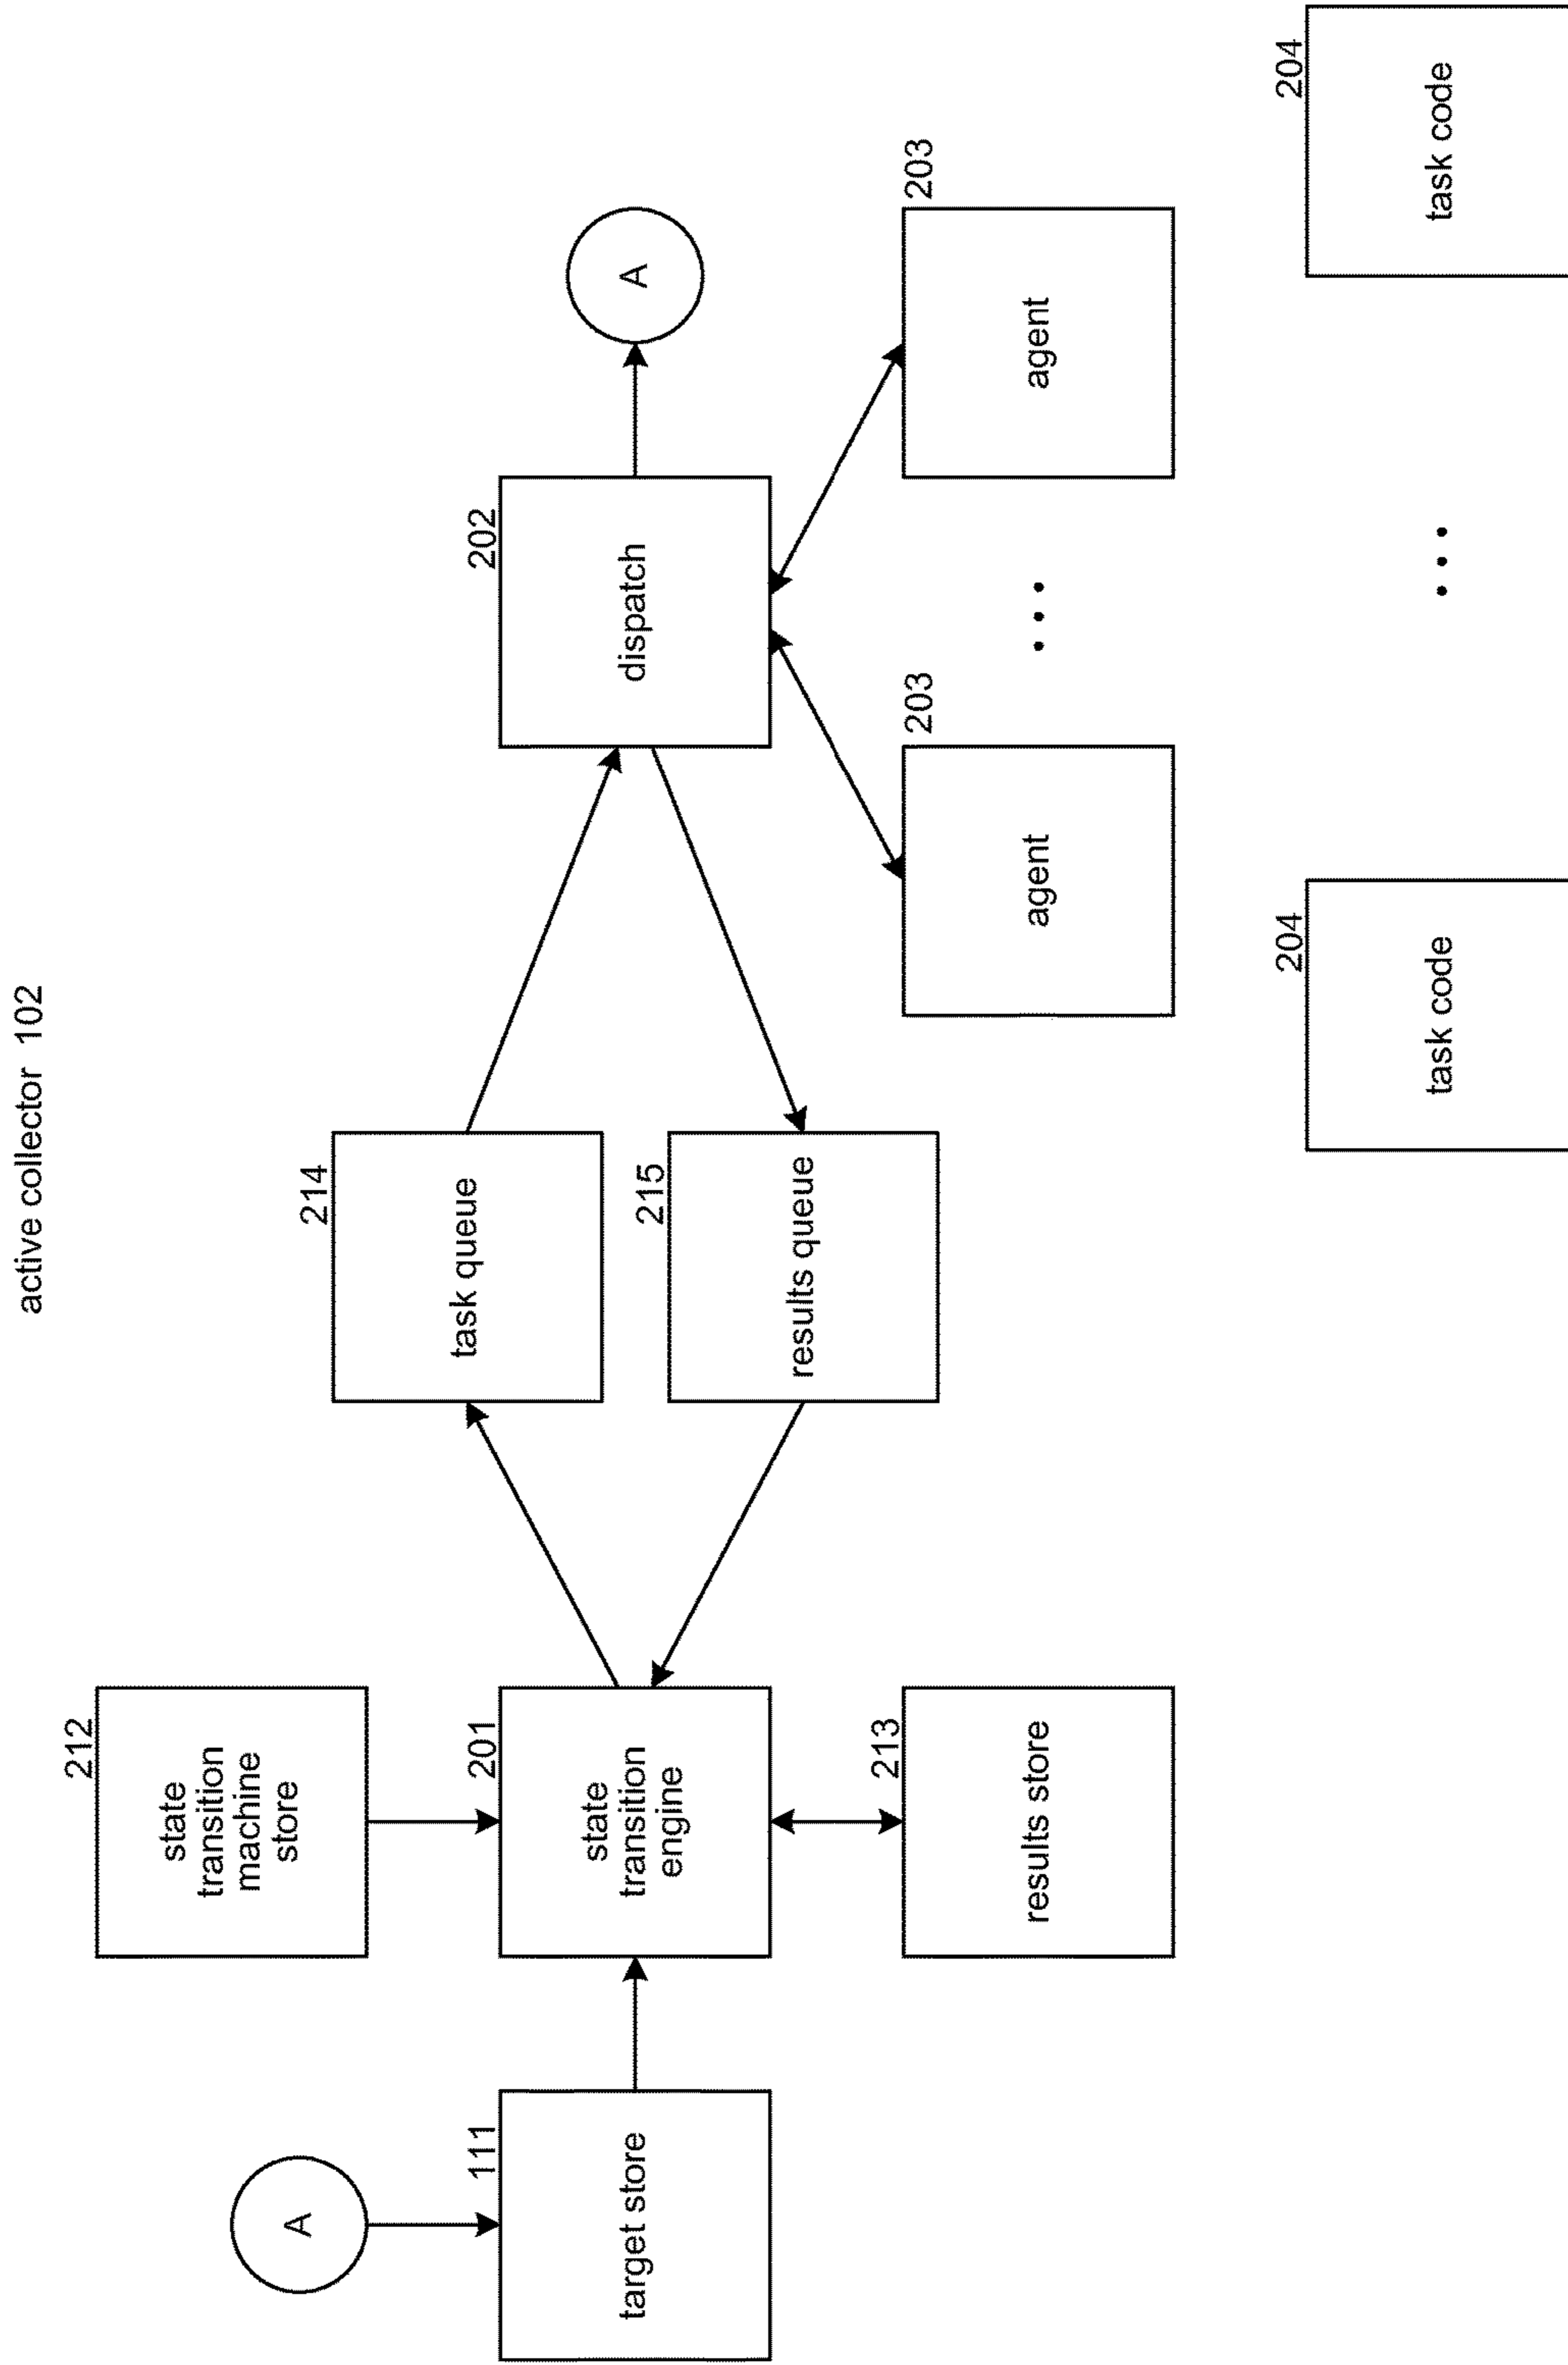 active collector 102
212
state
transition
machine
store
A
214
task queue
111
target store
201
state
transition
engine
202
dispatch
A
215
results queue
213
results store
203
agent
...
203
agent
204
task code
...
204
task code